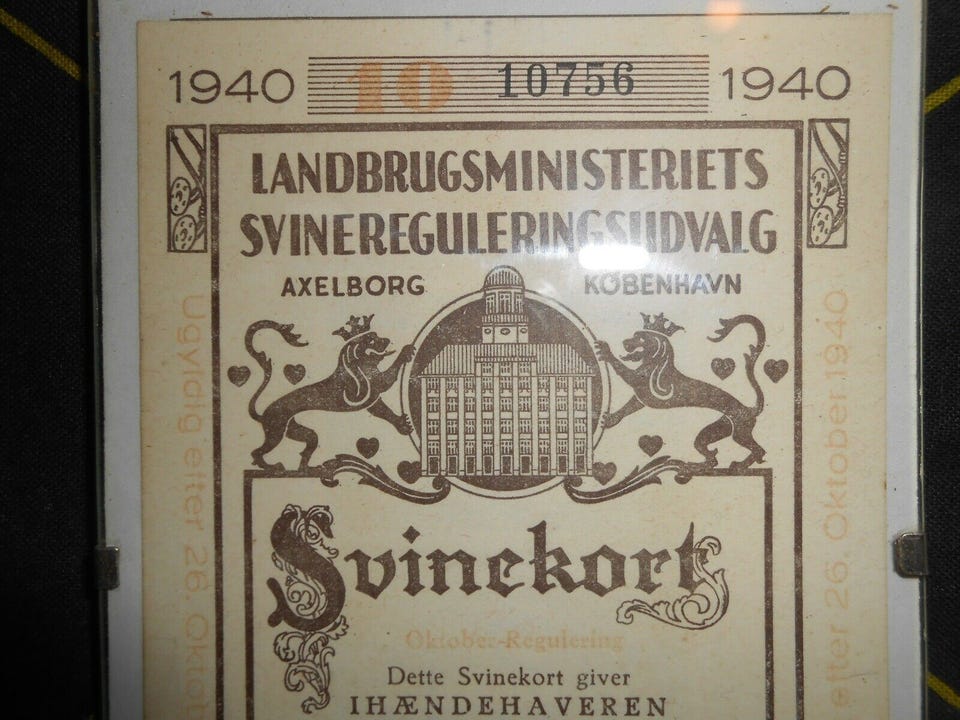 1940 10 10756 1940
LANDBRUGSMINISTERIETS
SVINEREGULERINGSUDVALG
AXELBORG KØBENHAVN
Svinekort
Oktober-Regulering
Dette Svinekort giver
IHÆNDEHAVEREN
Ugyldig efter 26. Oktob
efter 26. Oktober 1940